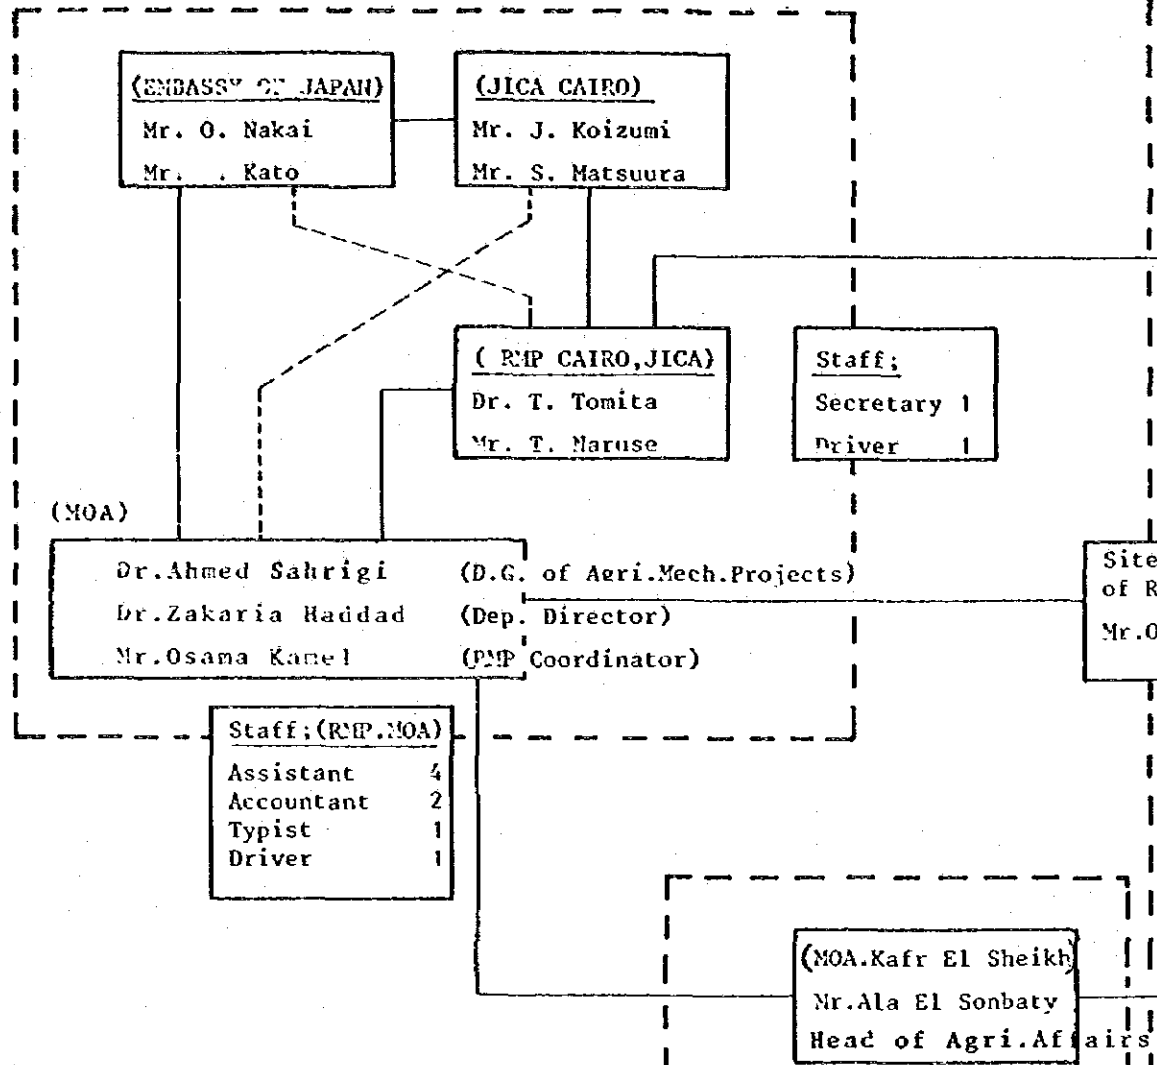 (EMBASSY OF JAPAN)
Mr. O. Nakai
Mr. . Kato
(JICA CAIRO)
Mr. J. Koizumi
Mr. S. Matsuura
( RMP CAIRO,JICA)
Dr. T. Tomita
Mr. T. Maruse
Staff;
Secretary 1
Driver 1
(MOA)
Dr.Ahmed Sahrigi (D.G. of Agri.Mech.Projects)
Dr.Zakaria Haddad (Dep. Director)
Mr.Osama Kamel (RMP Coordinator)
Site
of R
Mr.O
Staff;(RMP.MOA)
Assistant 4
Accountant 2
Typist 1
Driver 1
(MOA.Kafr El Sheikh)
Mr.Ala El Sonbaty
Head of Agri.Affairs